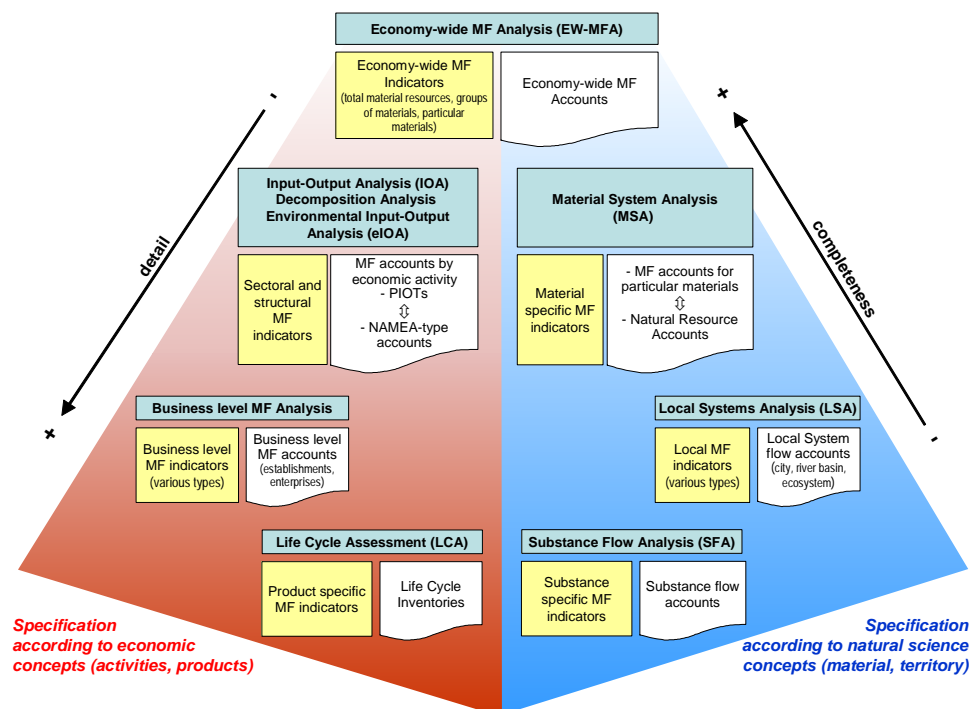 Economy-wide MF Analysis (EW-MFA)
Economy-wide MF
Indicators
(total material resources, groups
of materials, particular
materials)
Economy-wide MF
Accounts
-
+
detail
completeness
Input-Output Analysis (IOA)
Decomposition Analysis
Environmental Input-Output
Analysis (eIOA)
Sectoral and
structural MF
indicators
MF accounts by
economic activity
- PIOTs
⇕
- NAMEA-type
accounts
Material System Analysis
(MSA)
Material
specific MF
indicators
- MF accounts for
particular materials
⇕
- Natural Resource
Accounts
+
-
Business level MF Analysis
Business level
MF indicators
(various types)
Business level
MF accounts
(establishments,
enterprises)
Local Systems Analysis (LSA)
Local MF
indicators
(various types)
Local System
flow accounts
(city, river basin,
ecosystem)
Life Cycle Assessment (LCA)
Product specific
MF indicators
Life Cycle
Inventories
Substance Flow Analysis (SFA)
Substance
specific MF
indicators
Substance flow
accounts
Specification
according to economic
concepts (activities, products)
Specification
according to natural science
concepts (material, territory)